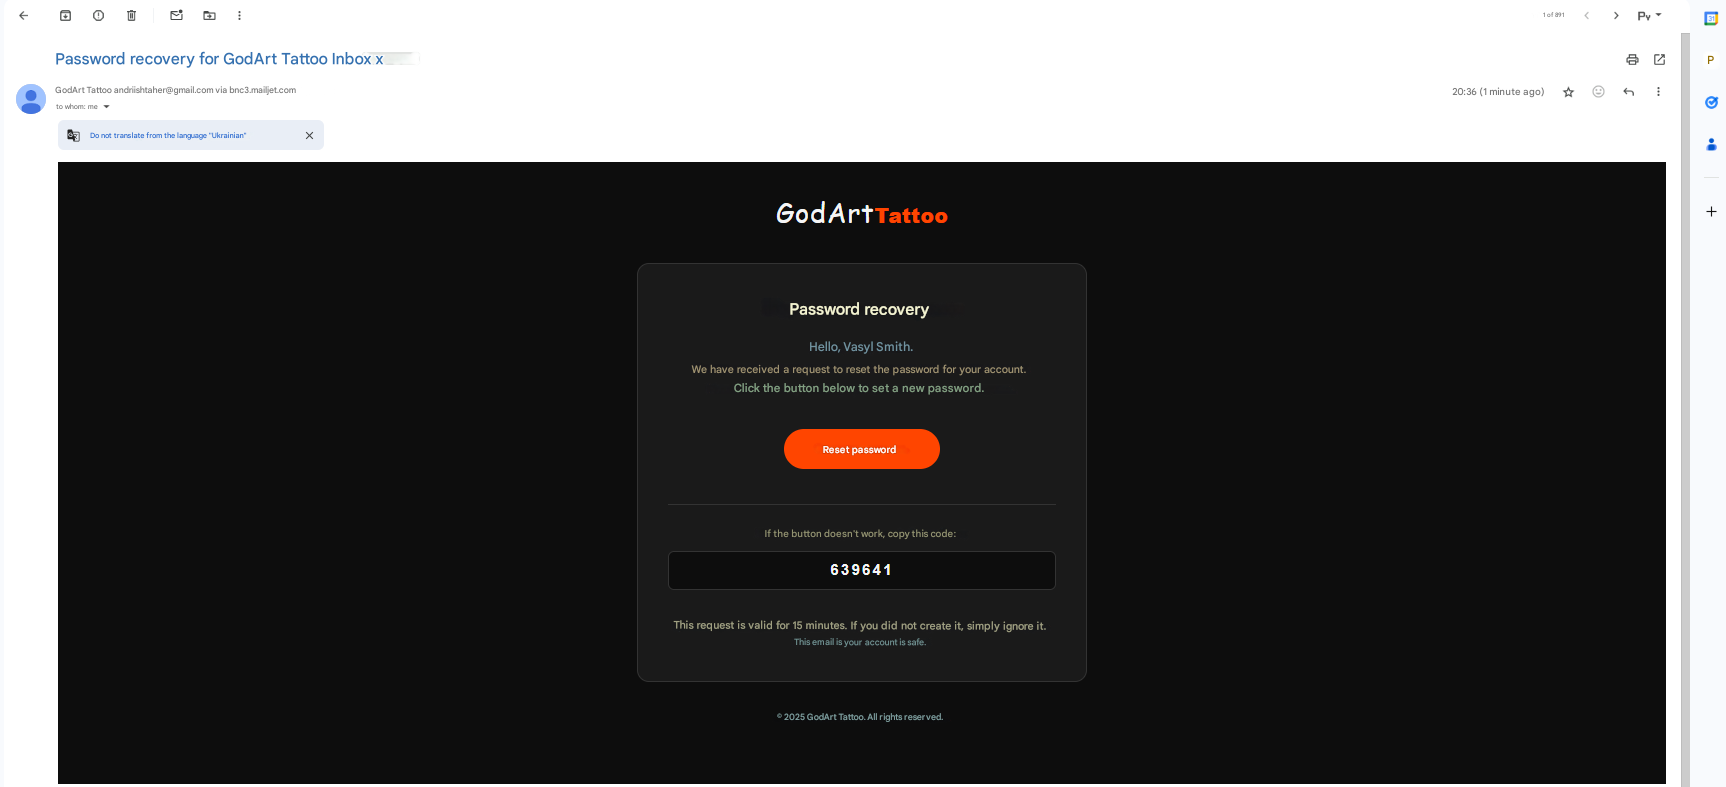 1 of 891
Py
Password recovery for GodArt Tattoo Inbox x
GodArt Tattoo andriishtaher@gmail.com via bnc3.mailjet.com
20:36 (1 minute ago)
to whom: me
Do not translate from the language "Ukrainian"
GodArtTattoo
Password recovery
Hello, Vasyl Smith.
We have received a request to reset the password for your account.
Click the button below to set a new password.
Reset password
If the button doesn't work, copy this code:
639641
This request is valid for 15 minutes. If you did not create it, simply ignore it.
This email is your account is safe.
© 2025 GodArt Tattoo. All rights reserved.
31
P